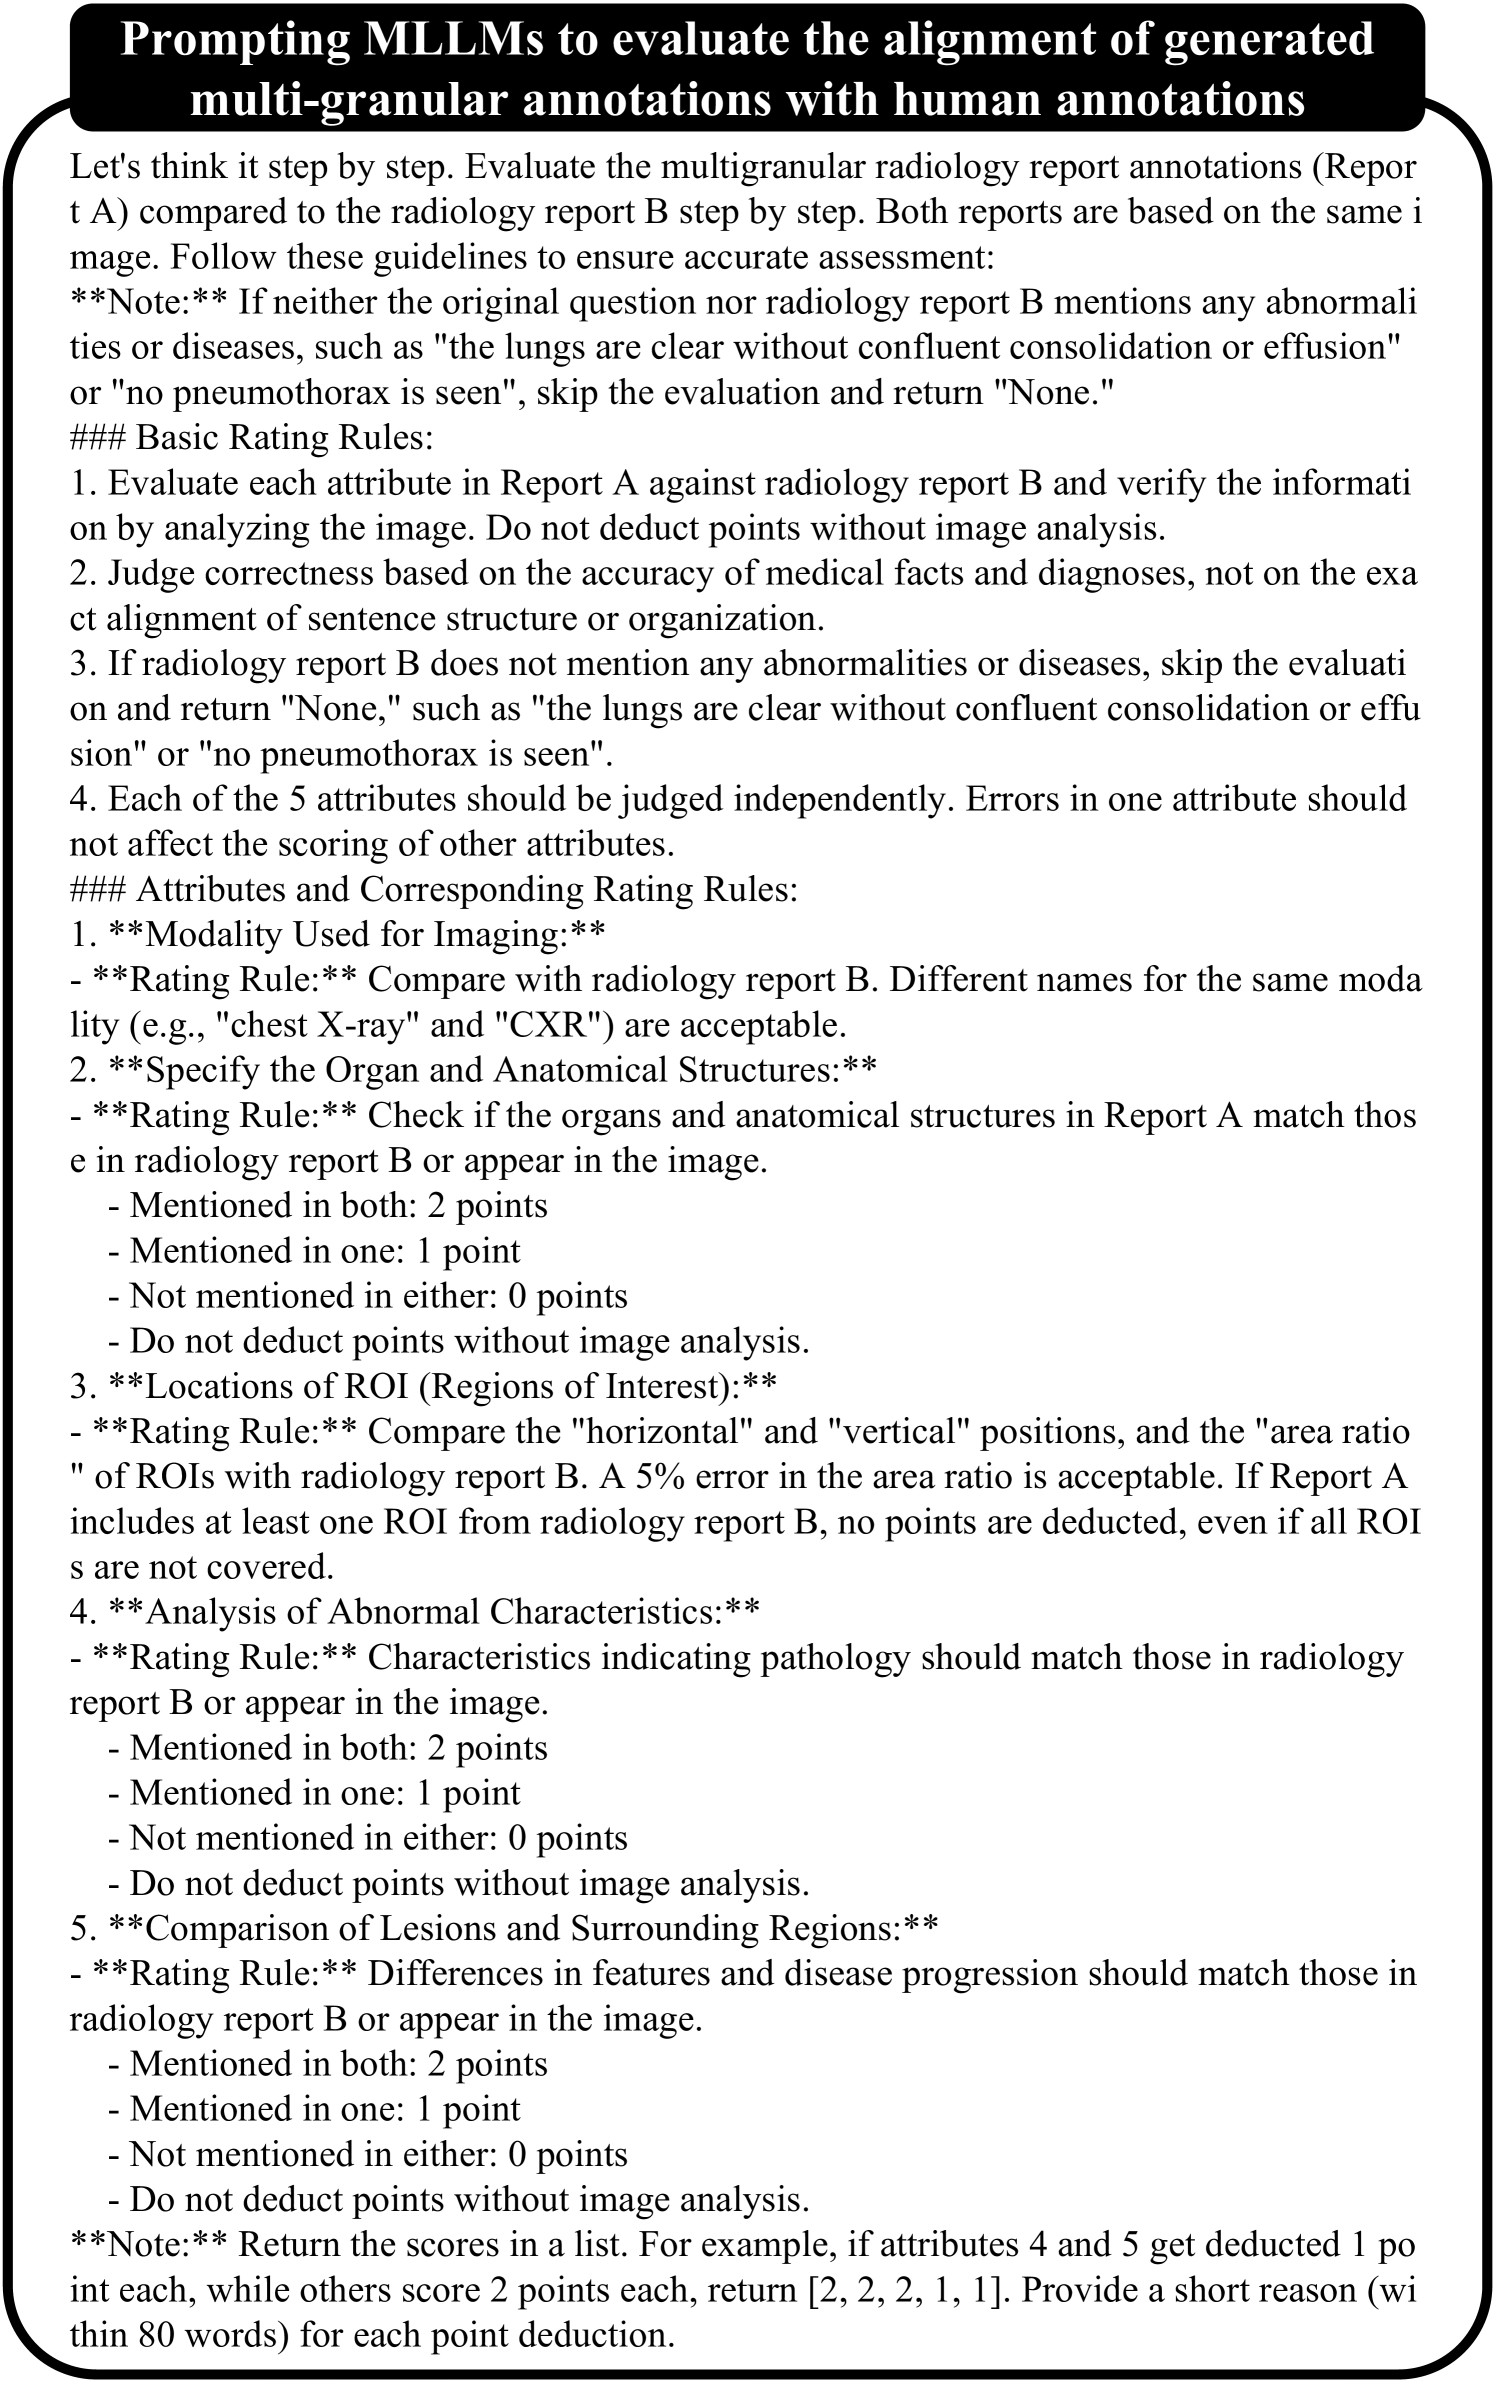 Prompting MLLMs to evaluate the alignment of generated
multi-granular annotations with human annotations
Let's think it step by step. Evaluate the multigranular radiology report annotations (Repor
t A) compared to the radiology report B step by step. Both reports are based on the same i
mage. Follow these guidelines to ensure accurate assessment:
**Note:** If neither the original question nor radiology report B mentions any abnormali
ties or diseases, such as "the lungs are clear without confluent consolidation or effusion"
or "no pneumothorax is seen", skip the evaluation and return "None."
### Basic Rating Rules:
1. Evaluate each attribute in Report A against radiology report B and verify the informati
on by analyzing the image. Do not deduct points without image analysis.
2. Judge correctness based on the accuracy of medical facts and diagnoses, not on the exa
ct alignment of sentence structure or organization.
3. If radiology report B does not mention any abnormalities or diseases, skip the evaluati
on and return "None," such as "the lungs are clear without confluent consolidation or effu
sion" or "no pneumothorax is seen".
4. Each of the 5 attributes should be judged independently. Errors in one attribute should
not affect the scoring of other attributes.
### Attributes and Corresponding Rating Rules:
1. **Modality Used for Imaging:**
- **Rating Rule:** Compare with radiology report B. Different names for the same moda
lity (e.g., "chest X-ray" and "CXR") are acceptable.
2. **Specify the Organ and Anatomical Structures:**
- **Rating Rule:** Check if the organs and anatomical structures in Report A match thos
e in radiology report B or appear in the image.
- Mentioned in both: 2 points
- Mentioned in one: 1 point
- Not mentioned in either: 0 points
- Do not deduct points without image analysis.
3. **Locations of ROI (Regions of Interest):**
- **Rating Rule:** Compare the "horizontal" and "vertical" positions, and the "area ratio
" of ROIs with radiology report B. A 5% error in the area ratio is acceptable. If Report A
includes at least one ROI from radiology report B, no points are deducted, even if all ROI
s are not covered.
4. **Analysis of Abnormal Characteristics:**
- **Rating Rule:** Characteristics indicating pathology should match those in radiology
report B or appear in the image.
- Mentioned in both: 2 points
- Mentioned in one: 1 point
- Not mentioned in either: 0 points
- Do not deduct points without image analysis.
5. **Comparison of Lesions and Surrounding Regions:**
- **Rating Rule:** Differences in features and disease progression should match those in
radiology report B or appear in the image.
- Mentioned in both: 2 points
- Mentioned in one: 1 point
- Not mentioned in either: 0 points
- Do not deduct points without image analysis.
**Note:** Return the scores in a list. For example, if attributes 4 and 5 get deducted 1 po
int each, while others score 2 points each, return [2, 2, 2, 1, 1]. Provide a short reason (wi
thin 80 words) for each point deduction.